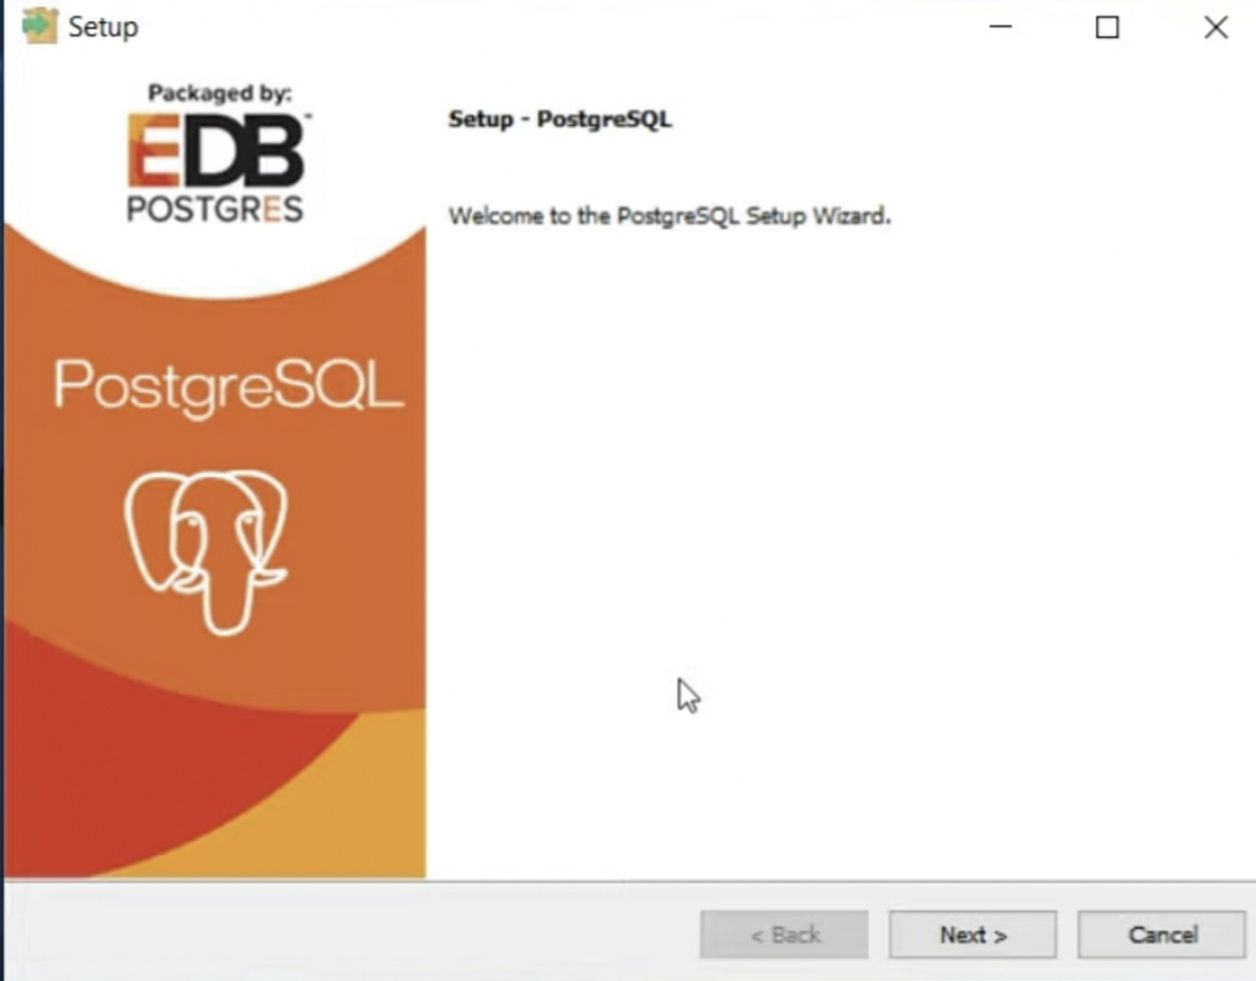 Setup
Packaged by:
EDB
POSTGRES
PostgreSQL
Setup - PostgreSQL
Welcome to the PostgreSQL Setup Wizard.
< Back
Next >
Cancel